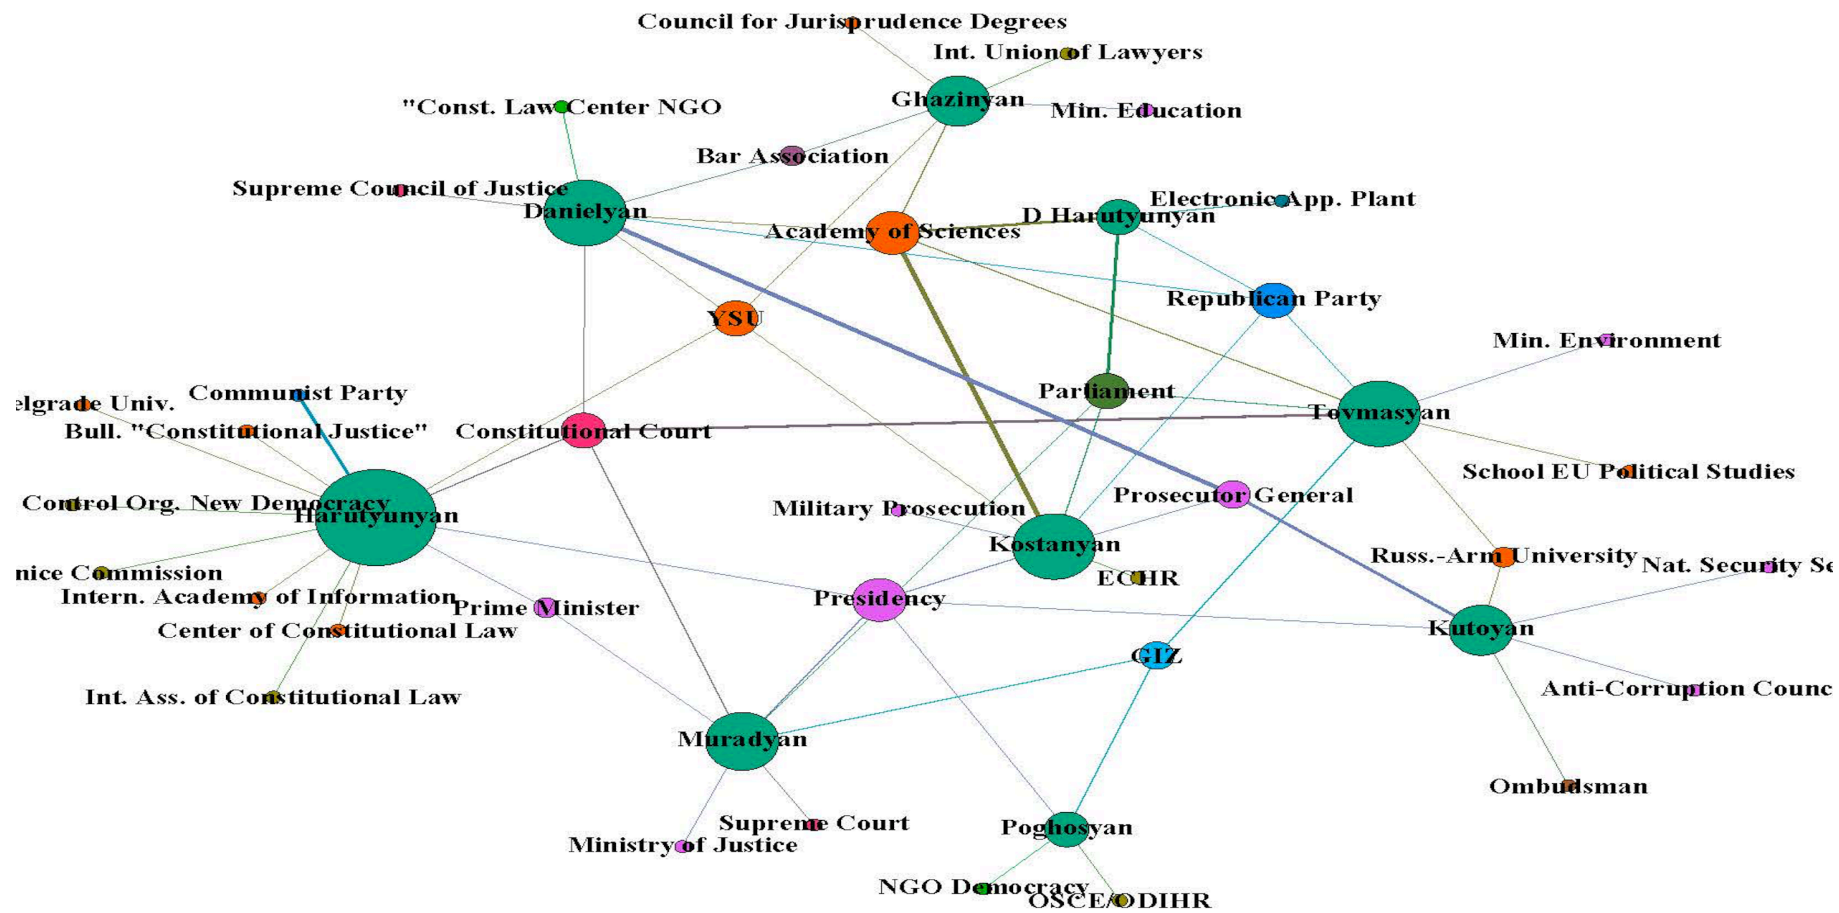 Council for Jurisprudence Degrees
Int. Union of Lawyers
Ghazinyan
"Const. Law Center NGO
Min. Education
Bar Association
Supreme Council of Justice
Electronic App. Plant
Danielyan
D Harutyunyan
Academy of Sciences
Republican Party
YSU
Min. Environment
Communist Party
Parliament
elgrade Univ.
Tovmasyan
Bull. "Constitutional Justice"
Constitutional Court
School EU Political Studies
Prosecutor General
Control Org. New Democracy
Military Prosecution
Harutyunyan
Kostanyan
Russ.-Arm University
Nat. Security Se
nice Commission
ECHR
Intern. Academy of Information
Presidency
Prime Minister
Center of Constitutional Law
Kutoyan
GIZ
Anti-Corruption Counc
Int. Ass. of Constitutional Law
Muradyan
Ombudsman
Supreme Court
Poghosyan
Ministry of Justice
NGO Democracy
OSCE/ODIHR